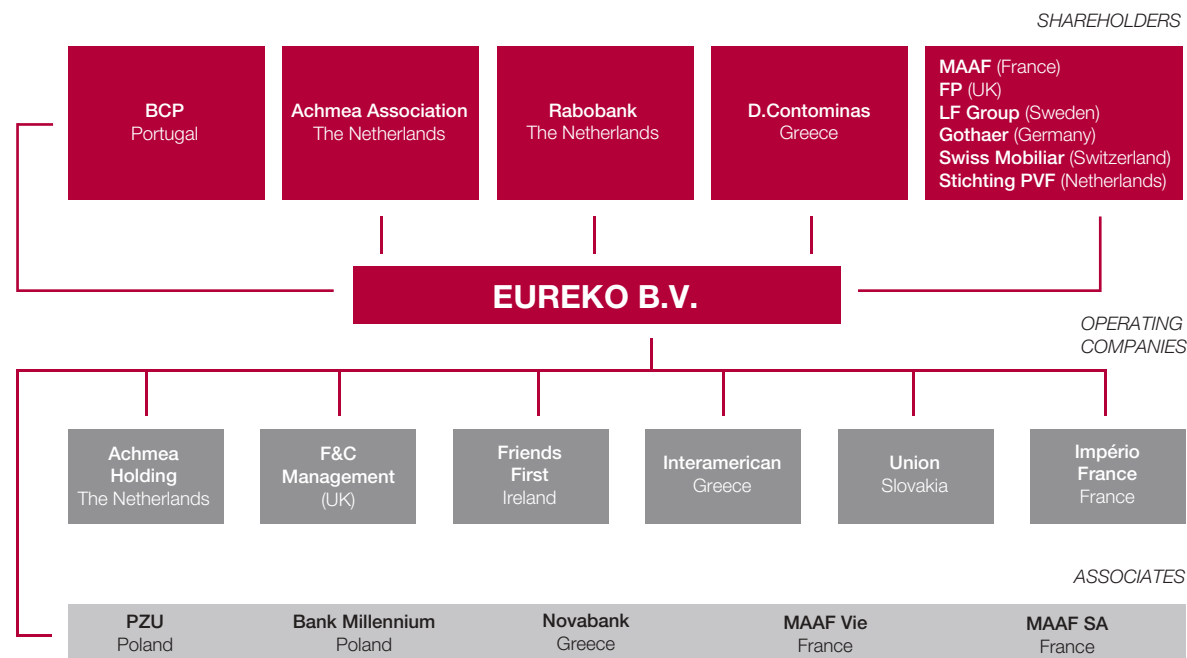 SHAREHOLDERS
BCP
Portugal
Achmea Association
The Netherlands
Rabobank
The Netherlands
D.Contominas
Greece
MAAF (France)
FP (UK)
LF Group (Sweden)
Gothaer (Germany)
Swiss Mobiliar (Switzerland)
Stichting PVF (Netherlands)
EUREKO B.V.
OPERATING
COMPANIES
Achmea
Holding
The Netherlands
F&C
Management
(UK)
Friends
First
Ireland
Interamerican
Greece
Union
Slovakia
Império
France
France
ASSOCIATES
PZU
Poland
Bank Millennium
Poland
Novabank
Greece
MAAF Vie
France
MAAF SA
France